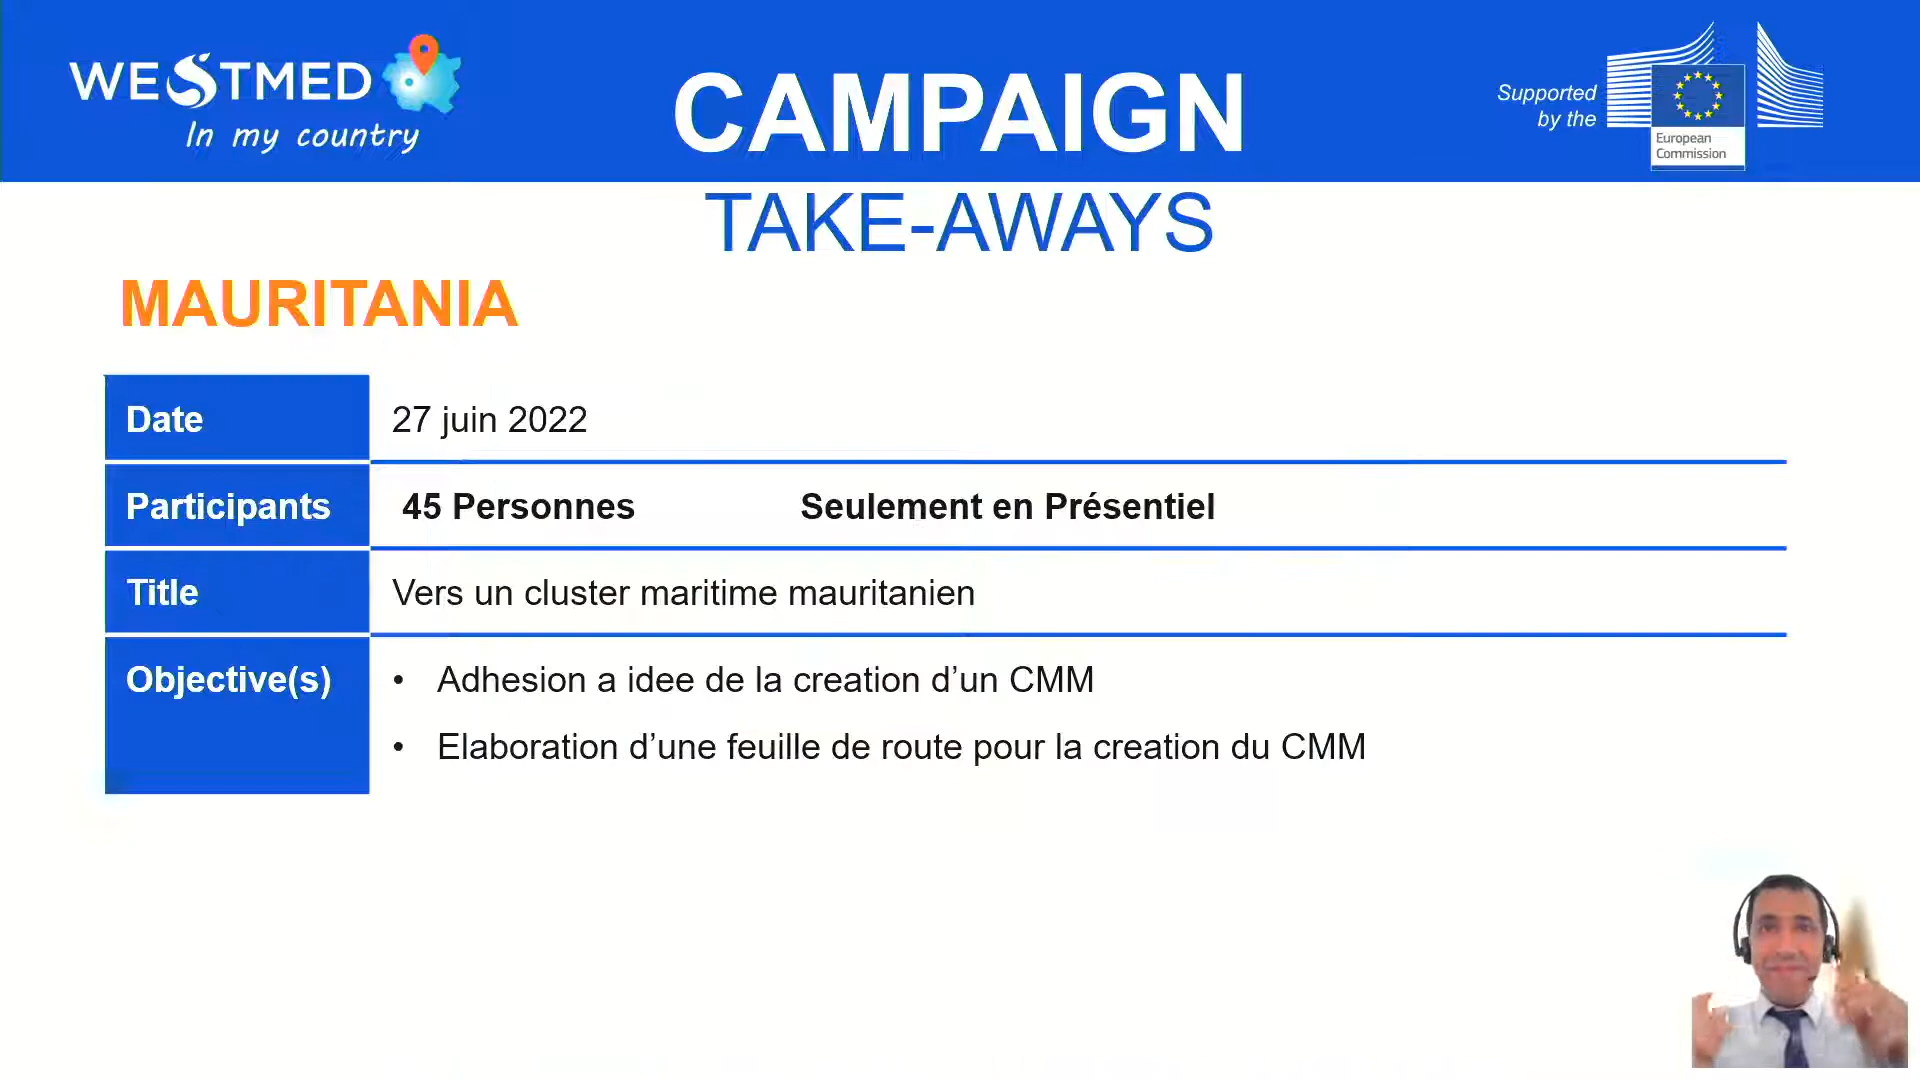 WESTMED
In my country
CAMPAIGN
Supported
by the
European
Commission
TAKE-AWAYS
MAURITANIA
Date 27 juin 2022
Participants 45 Personnes Seulement en Présentiel
Title Vers un cluster maritime mauritanien
Objective(s) • Adhesion a idee de la creation d’un CMM
• Elaboration d’une feuille de route pour la creation du CMM